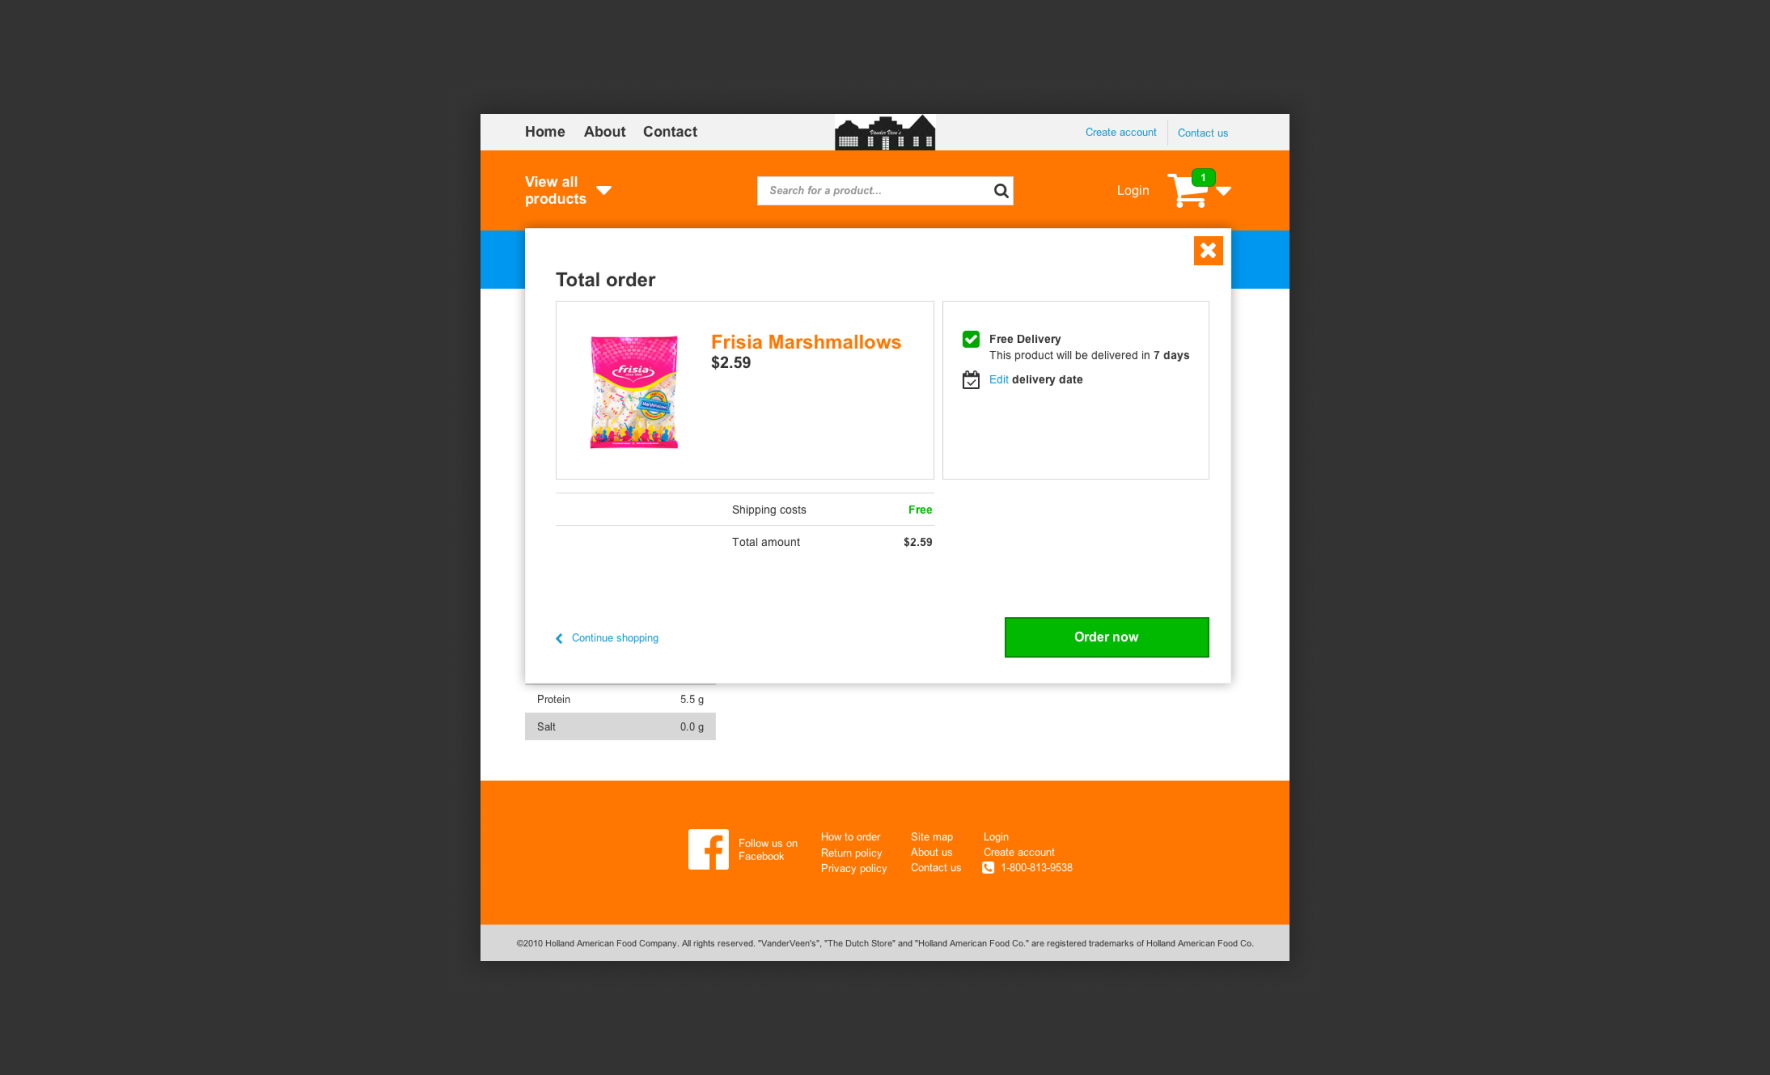 Home About Contact
VanderVeen's
Create account
Contact us
View all
products
Search for a product...
Login
1
Total order
Frisia
Frisia Marshmallows
$2.59
Free Delivery
This product will be delivered in 7 days
Edit delivery date
Shipping costs Free
Total amount $2.59
Continue shopping
Order now
Protein 5.5 g
Salt 0.0 g
Follow us on
Facebook
How to order
Return policy
Privacy policy
Site map
About us
Contact us
Login
Create account
1-800-813-9538
©2010 Holland American Food Company. All rights reserved. "VanderVeen's", "The Dutch Store" and "Holland American Food Co." are registered trademarks of Holland American Food Co.